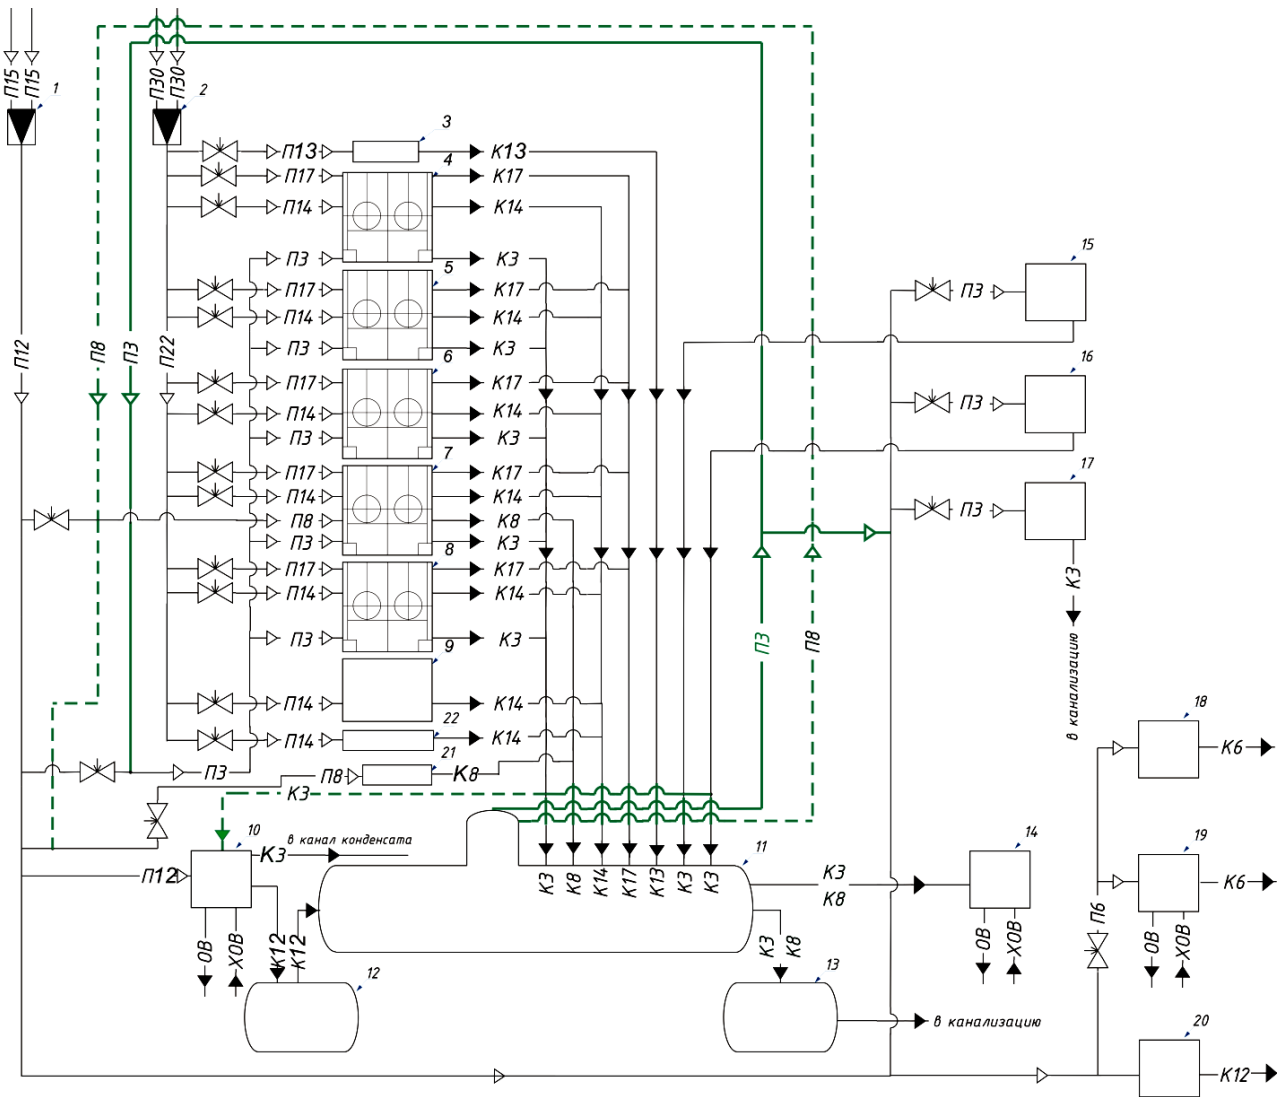 П15 П15 1
П30 П30 2
3
П13 К13
4
П17 К17
П14 К14
П3 К3
15
5
П17 К17
П3
П14 К14
П12 П8 П3 П22
П3 К3
6
16
П17 К17
П3
П14 К14
П3 К3
7
17
П17 К17
П14 К14
П3
П8 К8
П3 К3
8
П17 К17
К3
П14 К14
П3 К3
П3 П8
9
в канализацию
П14 К14
22
18
П14 К14
К6
21
П3 П8 К8
К3
10
в канал конденсата
К3
11
14
19
П12
К3 К8 К14 К17 К13 К3 К3
К3
К8
К6
П6
ОВ ХОВ К12 К12
К3 К8
ОВ ХОВ
ОВ ХОВ
12
13
в канализацию
20
К12